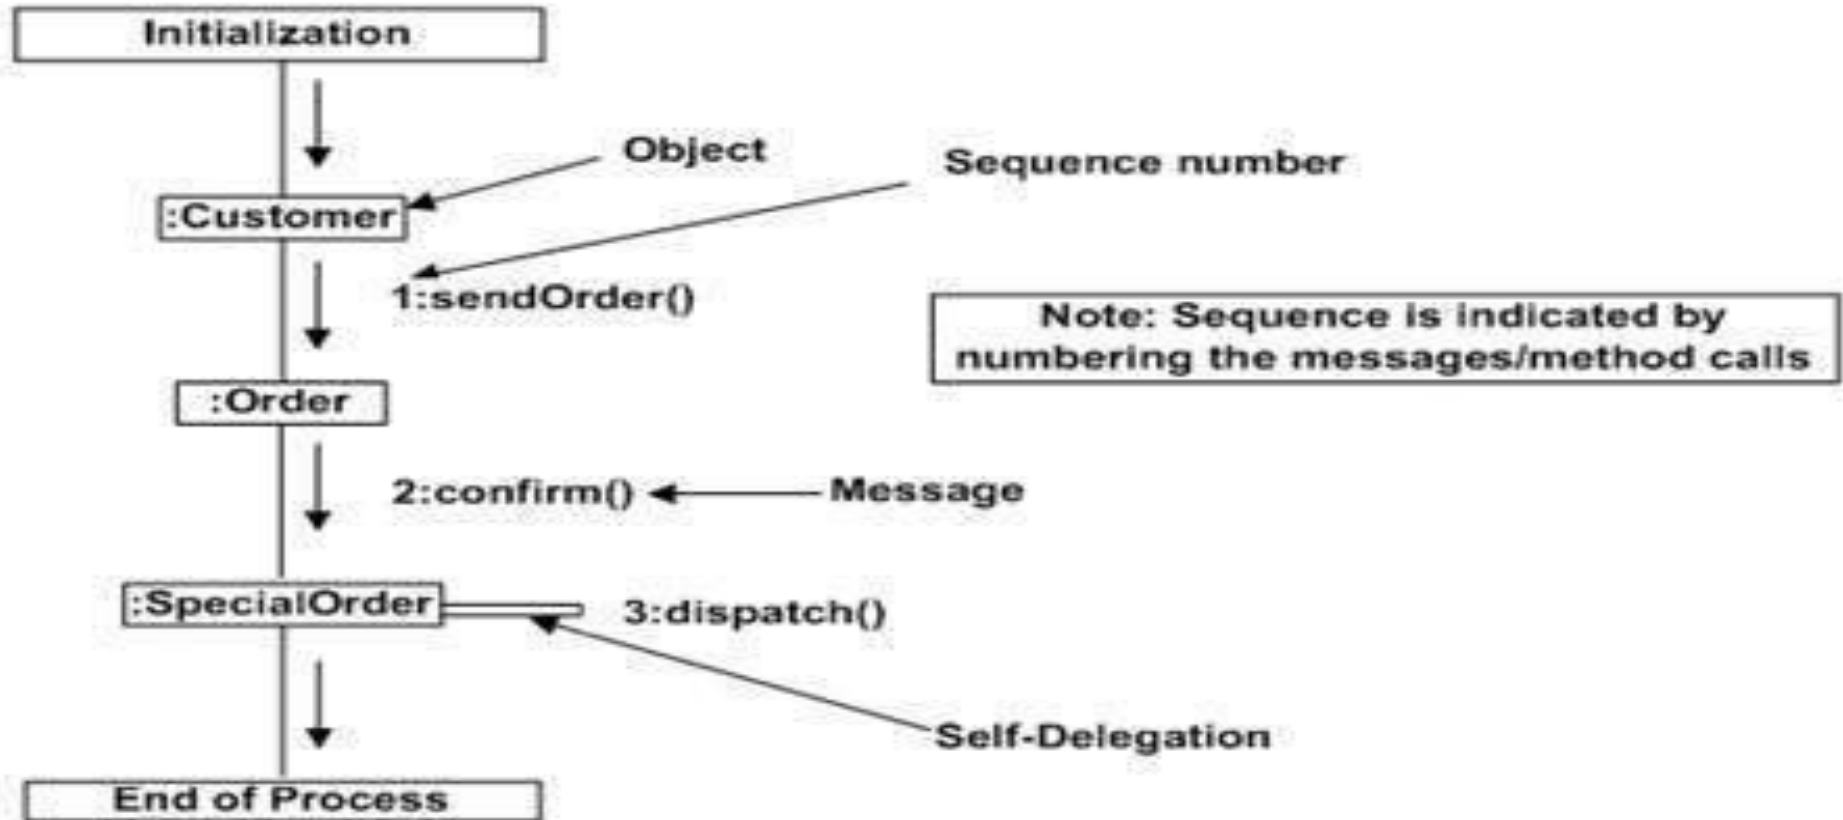 Initialization
Object
Sequence number
:Customer
1:sendOrder()
Note: Sequence is indicated by
numbering the messages/method calls
:Order
2:confirm()
Message
:SpecialOrder
3:dispatch()
Self-Delegation
End of Process